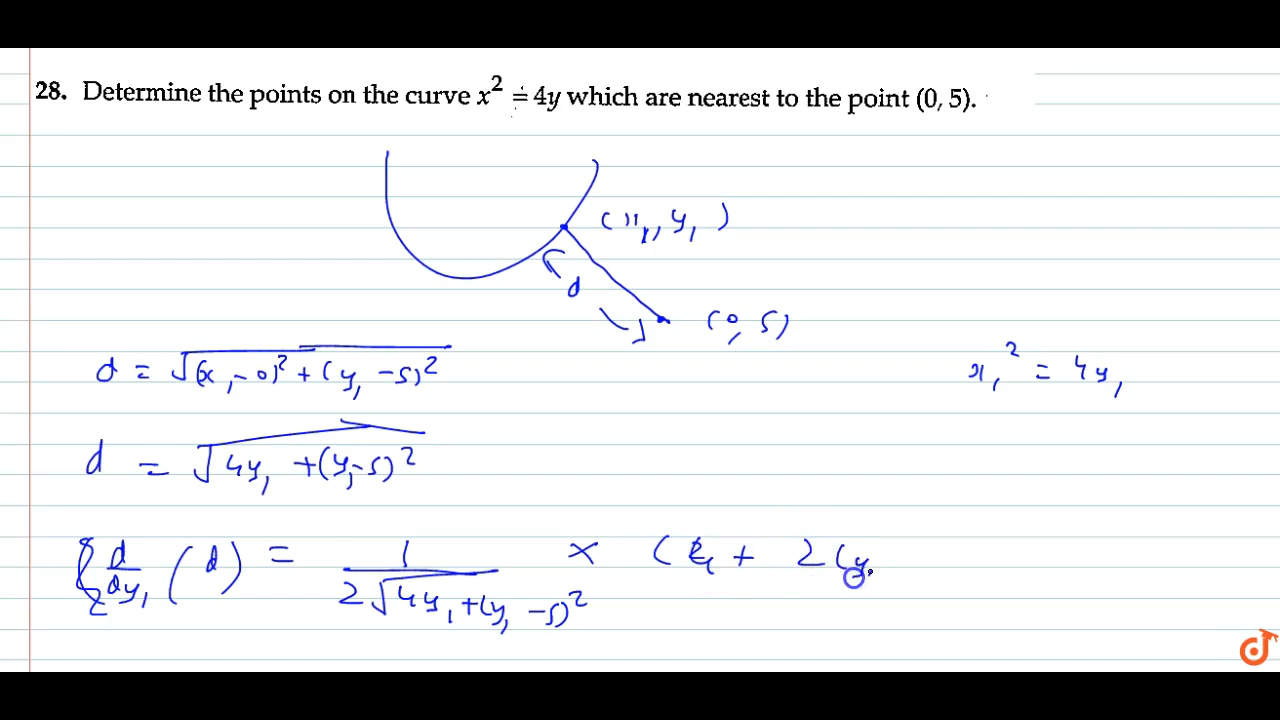 28. Determine the points on the curve x² = 4y which are nearest to the point (0, 5).
(x₁, y₁)
d
(0, 5)
d = √(x₁ - 0)² + (y₁ - 5)²
x₁² = 4y₁
d = √4y₁ + (y₁ - 5)²
d/dy₁ (d) = 1/2√4y₁ + (y₁ - 5)² × ( + 2(y₁